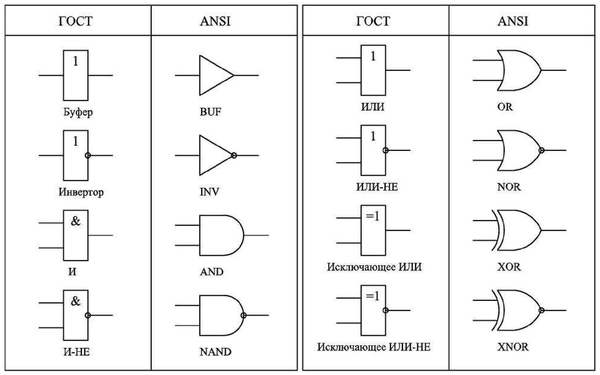 ГОСТ
ANSI
1
Буфер
BUF
1
Инвертор
INV
&
И
AND
&
И-НЕ
NAND
ГОСТ
ANSI
1
ИЛИ
OR
1
ИЛИ-НЕ
NOR
=1
Исключающее ИЛИ
XOR
=1
Исключающее ИЛИ-НЕ
XNOR